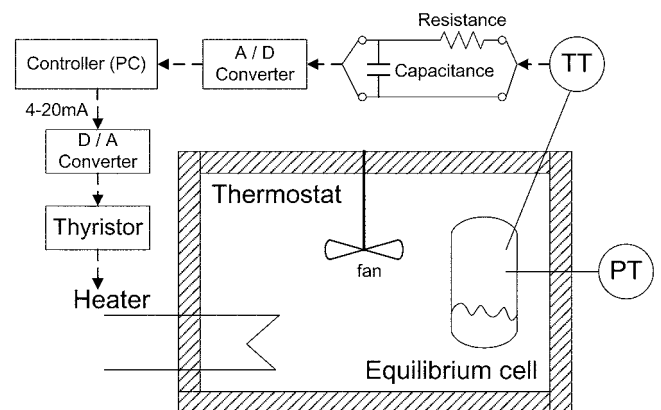 Resistance
Controller (PC)
A / D
Converter
Capacitance
TT
4-20mA
D / A
Converter
Thermostat
Thyristor
fan
PT
Heater
Equilibrium cell